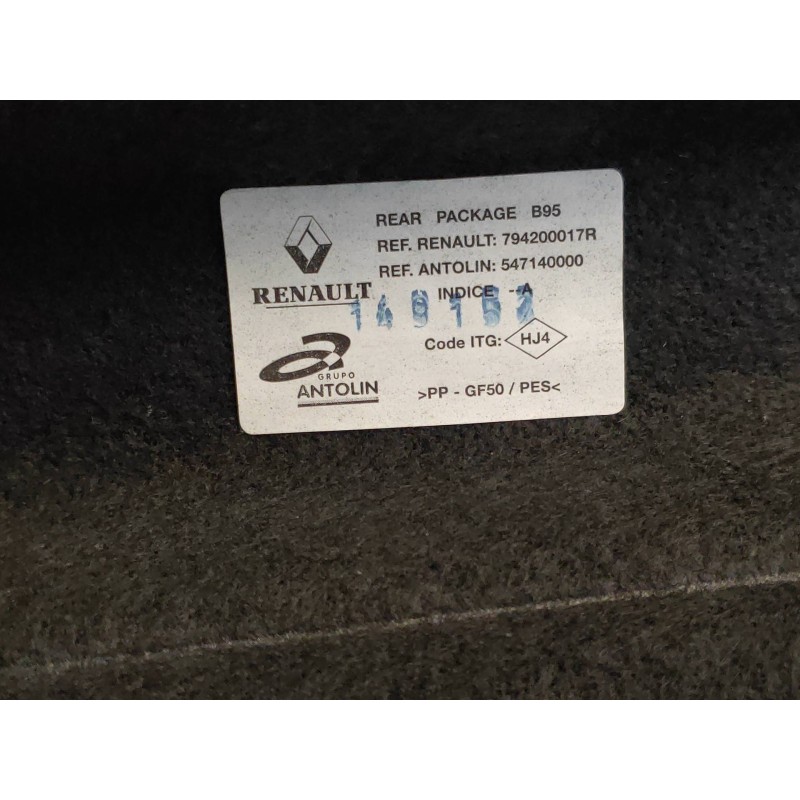 REAR PACKAGE B95
REF. RENAULT: 794200017R
REF. ANTOLIN: 547140000
RENAULT
INDICE - A
Code ITG: HJ4
GRUPO
ANTOLIN
>PP - GF50 / PES<